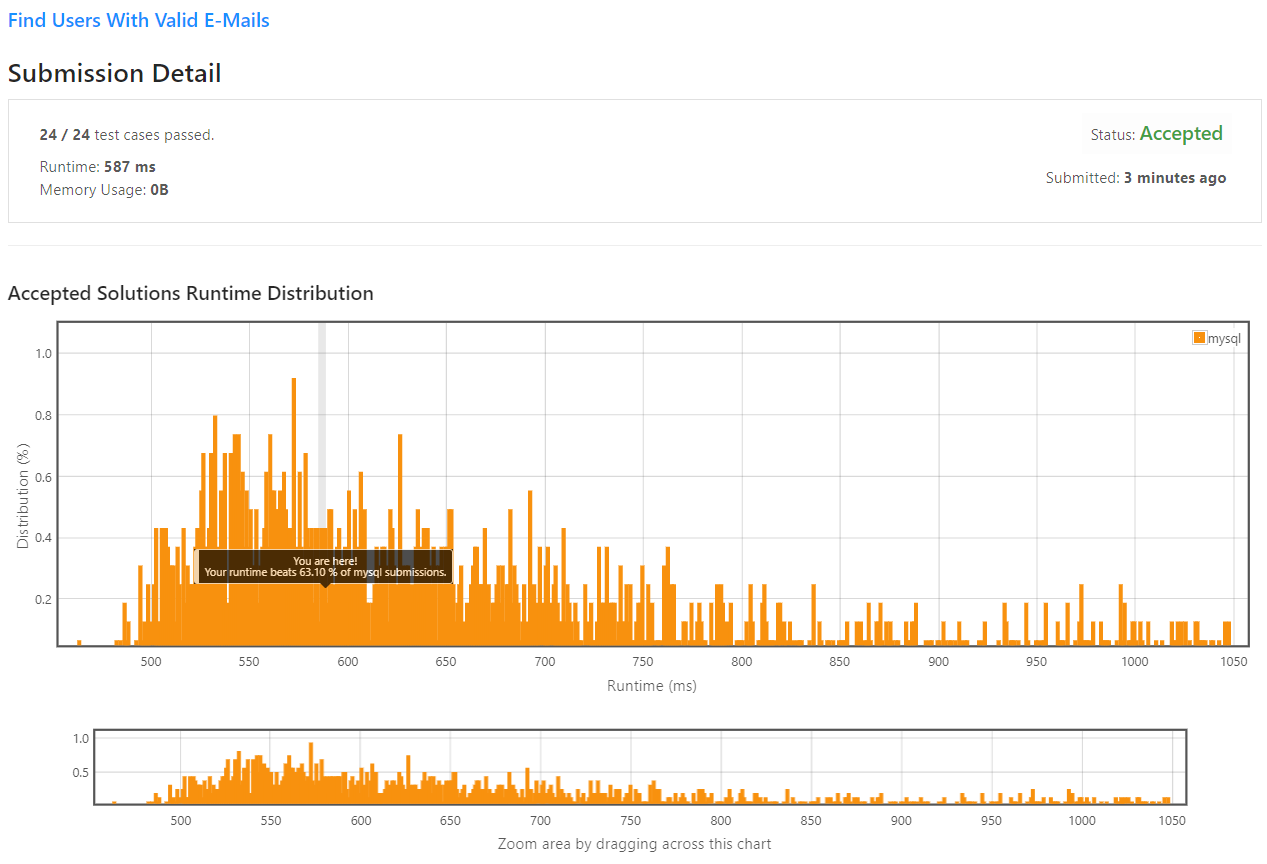 Find Users With Valid E-Mails
Submission Detail
24 / 24 test cases passed.
Status: Accepted
Runtime: 587 ms
Submitted: 3 minutes ago
Memory Usage: 0B
Accepted Solutions Runtime Distribution
mysql
1.0
0.8
0.6
0.4
0.2
Distribution (%)
You are here!
Your runtime beats 63.10 % of mysql submissions.
500 550 600 650 700 750 800 850 900 950 1000 1050
Runtime (ms)
1.0
0.5
500 550 600 650 700 750 800 850 900 950 1000 1050
Zoom area by dragging across this chart